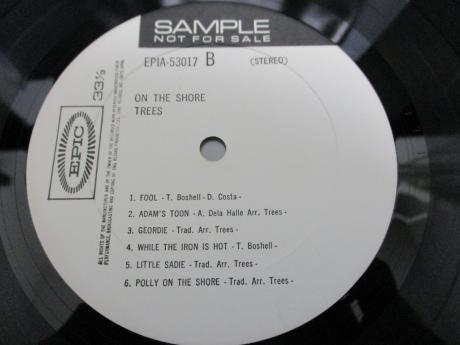 SAMPLE
NOT FOR SALE
EPIA-53017 B (STEREO)
33⅓
EPIC
ON THE SHORE
TREES
1. FOOL - T. Boshell - D. Costa -
2. ADAM'S TOON - A. Dela Halle Arr. Trees -
3. GEORDIE - Trad. Arr. Trees -
4. WHILE THE IRON IS HOT - T. Boshell -
5. LITTLE SADIE - Trad. Arr. Trees -
6. POLLY ON THE SHORE - Trad. Arr. Trees -